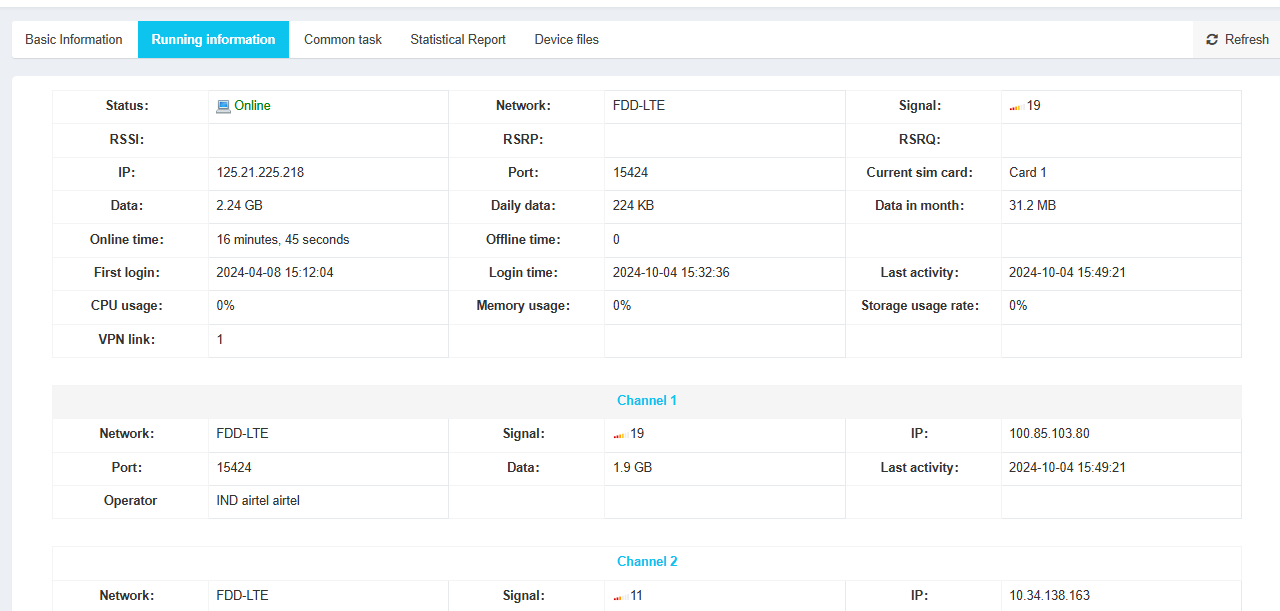 Basic Information Running information Common task Statistical Report Device files Refresh
Status: Online Network: FDD-LTE Signal: 19
RSSI: RSRP: RSRQ:
IP: 125.21.225.218 Port: 15424 Current sim card: Card 1
Data: 2.24 GB Daily data: 224 KB Data in month: 31.2 MB
Online time: 16 minutes, 45 seconds Offline time: 0
First login: 2024-04-08 15:12:04 Login time: 2024-10-04 15:32:36 Last activity: 2024-10-04 15:49:21
CPU usage: 0% Memory usage: 0% Storage usage rate: 0%
VPN link: 1
Channel 1
Network: FDD-LTE Signal: 19 IP: 100.85.103.80
Port: 15424 Data: 1.9 GB Last activity: 2024-10-04 15:49:21
Operator IND airtel airtel
Channel 2
Network: FDD-LTE Signal: 11 IP: 10.34.138.163